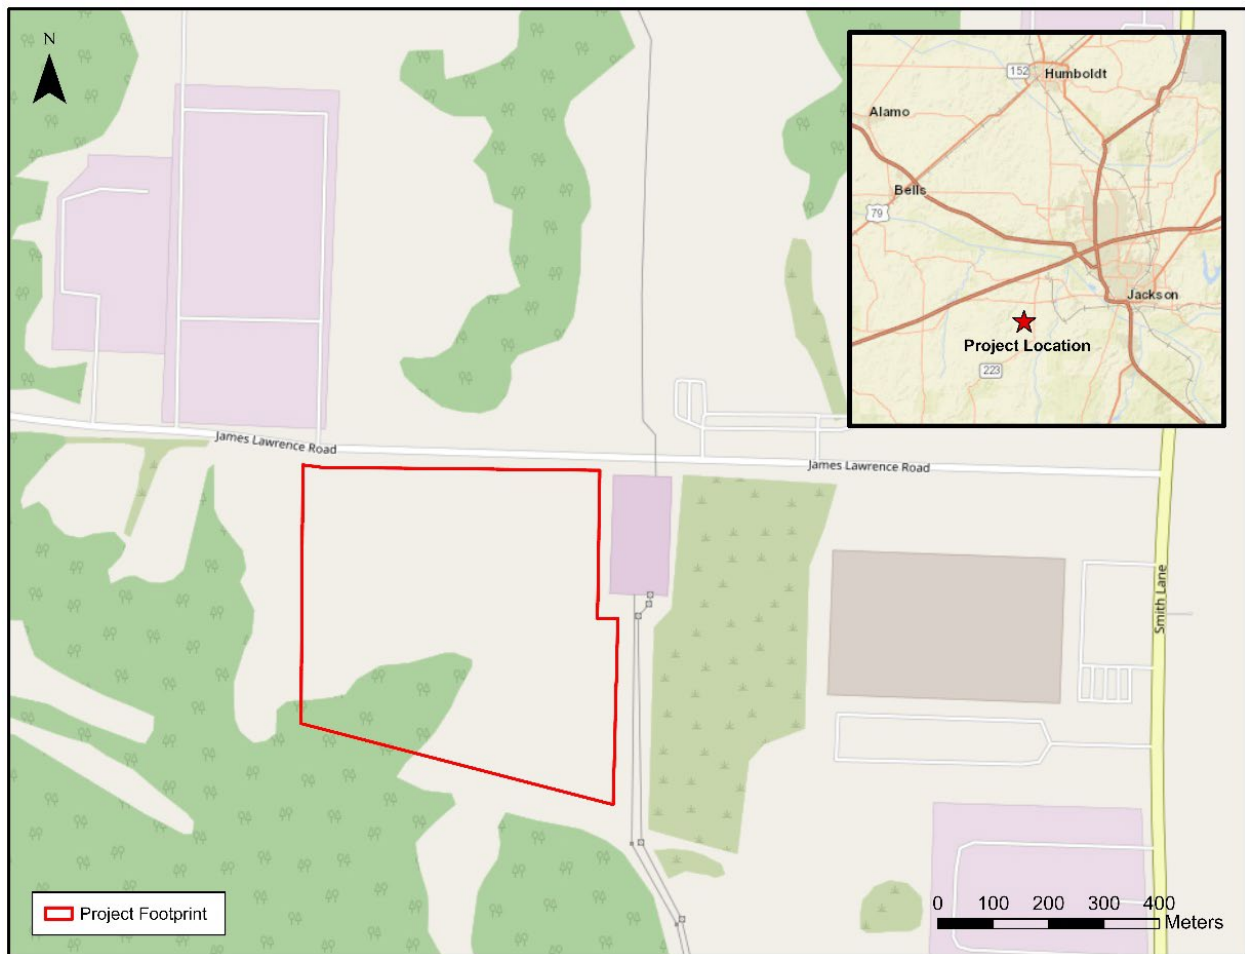 N
152
Humboldt
Alamo
Bells
79
Jackson
Project Location
223
James Lawrence Road
James Lawrence Road
Smith Lane
Project Footprint
0 100 200 300 400
Meters